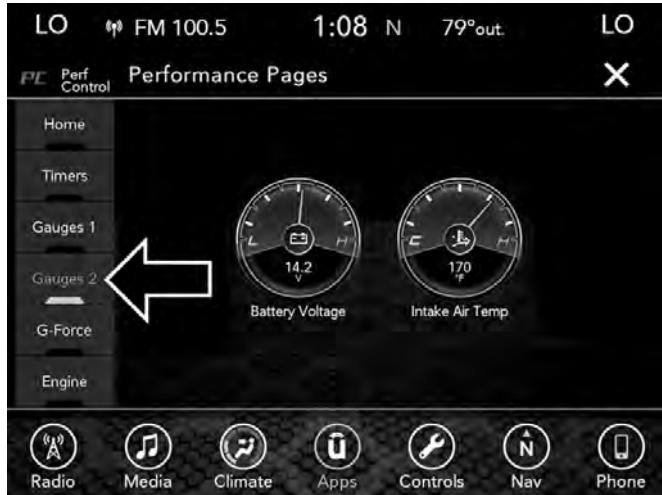 LO FM 100.5 1:08 N 79°out. LO
PC Perf Control Performance Pages X
Home
Timers
Gauges 1
Gauges 2
G-Force
Engine
L H
14.2
V
Battery Voltage
C H
170
°F
Intake Air Temp
Radio Media Climate Apps Controls Nav Phone